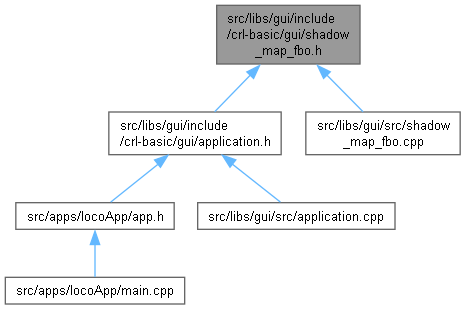 src/libs/gui/include
/crl-basic/gui/shadow
_map_fbo.h
src/libs/gui/include
/crl-basic/gui/application.h
src/libs/gui/src/shadow
_map_fbo.cpp
src/apps/locoApp/app.h
src/libs/gui/src/application.cpp
src/apps/locoApp/main.cpp